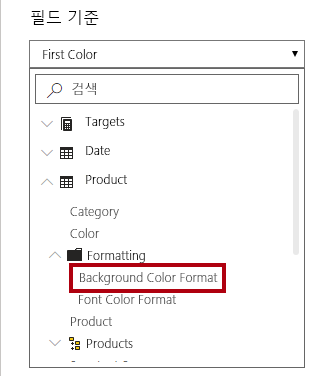 필드 기준
First Color
검색
Targets
Date
Product
Category
Color
Formatting
Background Color Format
Font Color Format
Product
Products